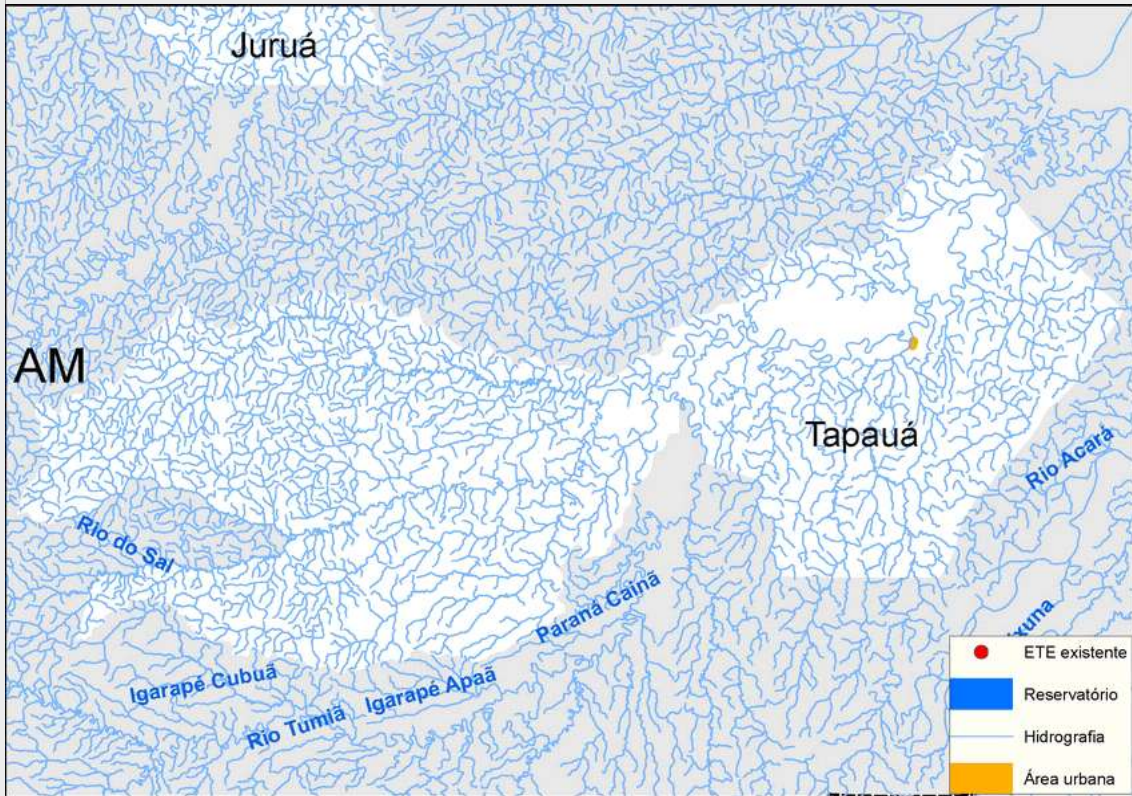 Juruá
AM
Tapauá
Rio Acará
Rio do Sal
Paraná Cainã
Igarapé Cubuã
Igarapé Apaã
Rio Tumiã
ETE existente
Reservatório
Hidrografia
Área urbana